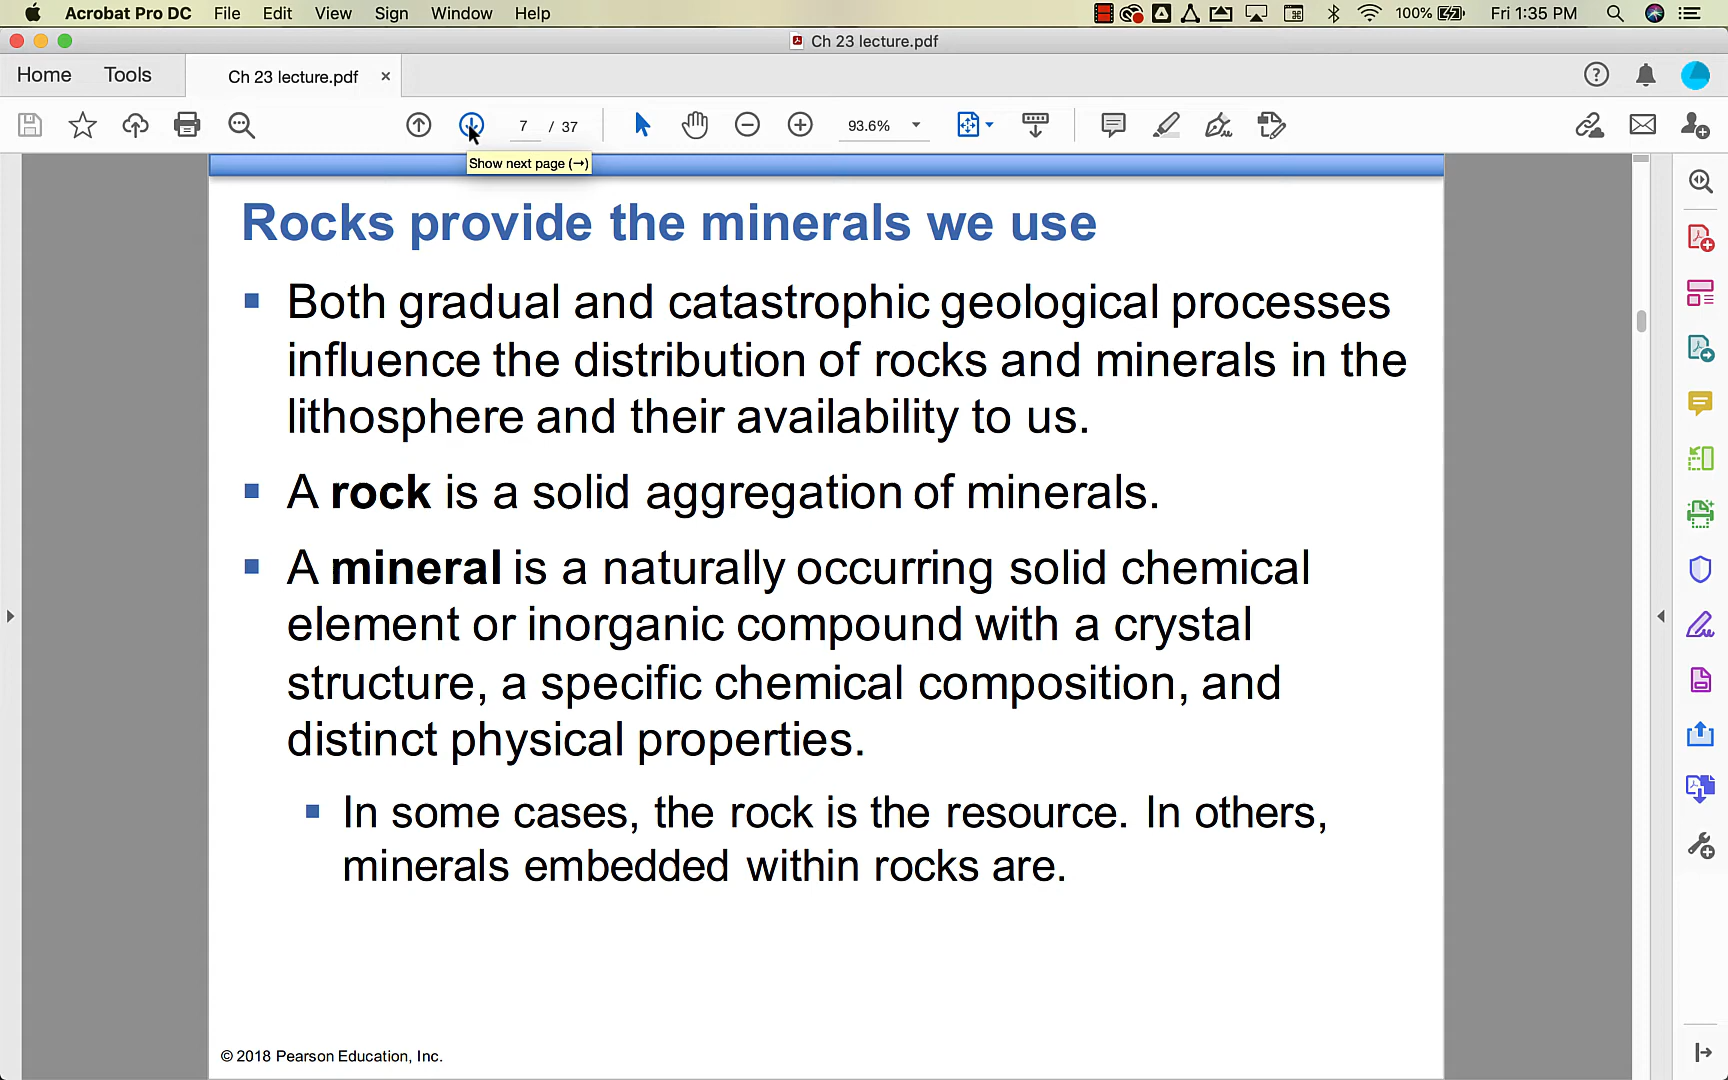 Acrobat Pro DC File Edit View Sign Window Help 100% Fri 1:35 PM
Ch 23 lecture.pdf
Home Tools Ch 23 lecture.pdf ×
7 / 37 93.6%
Show next page (→)
Rocks provide the minerals we use
Both gradual and catastrophic geological processes
influence the distribution of rocks and minerals in the
lithosphere and their availability to us.
A rock is a solid aggregation of minerals.
A mineral is a naturally occurring solid chemical
element or inorganic compound with a crystal
structure, a specific chemical composition, and
distinct physical properties.
In some cases, the rock is the resource. In others,
minerals embedded within rocks are.
© 2018 Pearson Education, Inc.